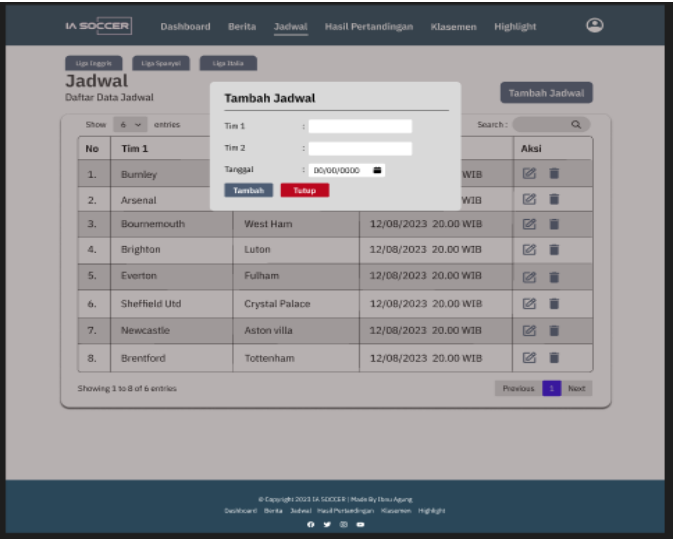 IA SOCCER Dashboard Berita Jadwal Hasil Pertandingan Klasemen Highlight
Liga Inggris Liga Spanyol Liga Italia
Jadwal
Daftar Data Jadwal
Tambah Jadwal
Show 6 entries Search :
Tambah Jadwal
Tim 1 :
Tim 2 :
Tanggal : 00/00/0000
Tambah Tutup
No Tim 1 Aksi
1. Burnley WIB
2. Arsenal WIB
3. Bournemouth West Ham 12/08/2023 20.00 WIB
4. Brighton Luton 12/08/2023 20.00 WIB
5. Everton Fulham 12/08/2023 20.00 WIB
6. Sheffield Utd Crystal Palace 12/08/2023 20.00 WIB
7. Newcastle Aston villa 12/08/2023 20.00 WIB
8. Brentford Tottenham 12/08/2023 20.00 WIB
Showing 1 to 8 of 6 entries Previous 1 Next
© Copyright 2023 IA SOCCER | Made By Ibnu Agung
Dashboard Berita Jadwal Hasil Pertandingan Klasemen Highlight